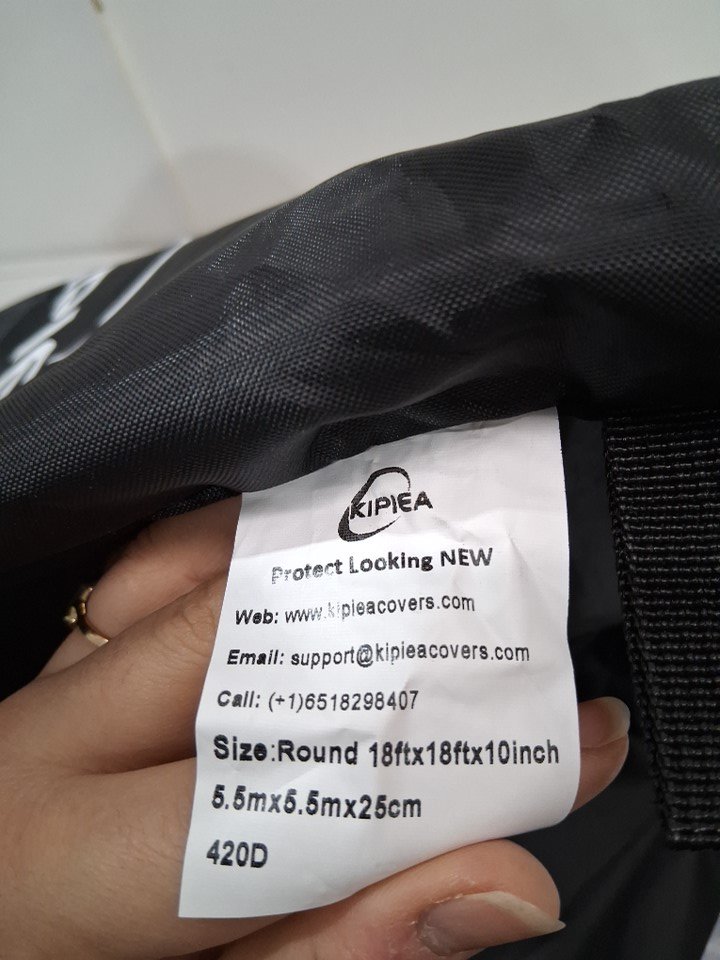 KIPIEA
Protect Looking NEW
Web: www.kipieacovers.com
Email: support@kipieacovers.com
Call: (+1)6518298407
Size:Round 18ftx18ftx10inch
5.5mx5.5mx25cm
420D